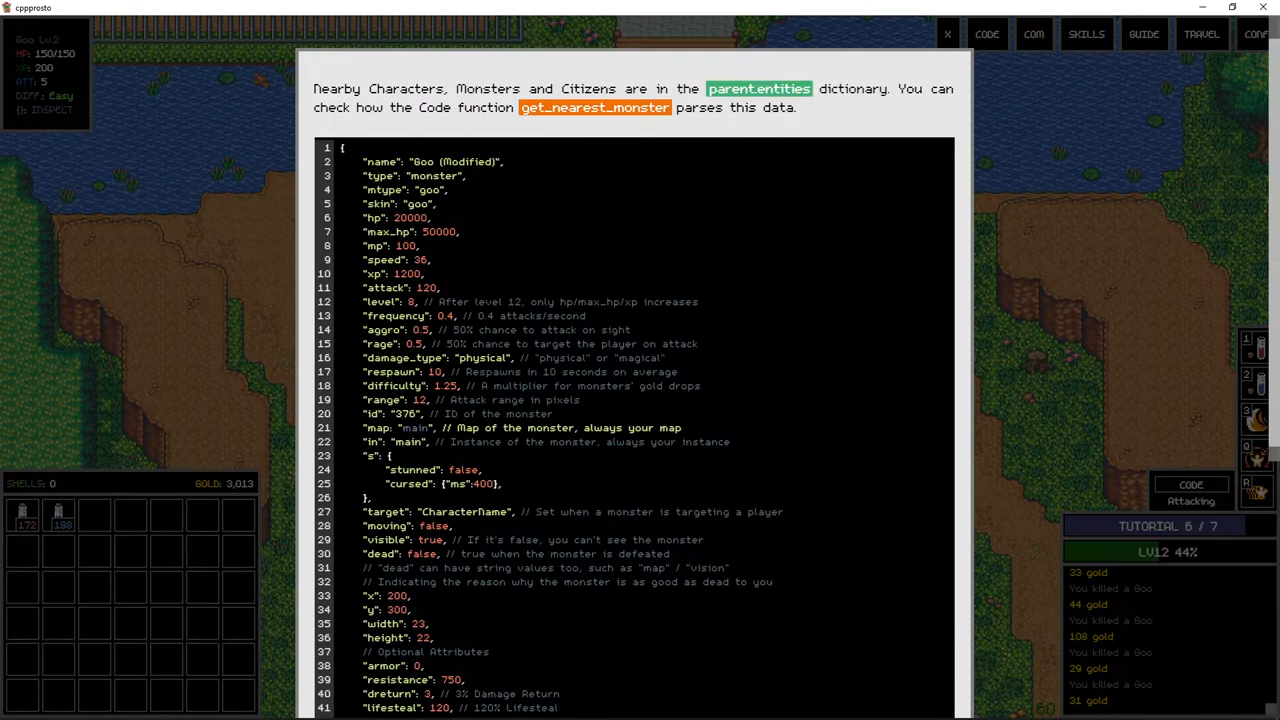 cppprosto
Goo Lv.2
HP: 150/150
XP: 200
ATT: 5
DIFF: Easy
{}: INSPECT
X
CODE
COM
SKILLS
GUIDE
TRAVEL
CONF
Nearby Characters, Monsters and Citizens are in the parent.entities dictionary. You can
check how the Code function get_nearest_monster parses this data.
1 {
2 "name": "Goo (Modified)",
3 "type": "monster",
4 "mtype": "goo",
5 "skin": "goo",
6 "hp": 20000,
7 "max_hp": 50000,
8 "mp": 100,
9 "speed": 36,
10 "xp": 1200,
11 "attack": 120,
12 "level": 8, // After level 12, only hp/max_hp/xp increases
13 "frequency": 0.4, // 0.4 attacks/second
14 "aggro": 0.5, // 50% chance to attack on sight
15 "rage": 0.5, // 50% chance to target the player on attack
16 "damage_type": "physical", // "physical" or "magical"
17 "respawn": 10, // Respawns in 10 seconds on average
18 "difficulty": 1.25, // A multiplier for monsters' gold drops
19 "range": 12, // Attack range in pixels
20 "id": "376", // ID of the monster
21 "map: "main", // Map of the monster, always your map
22 "in": "main", // Instance of the monster, always your instance
23 "s": {
24 "stunned": false,
25 "cursed": {"ms":400},
26 },
27 "target": "CharacterName", // Set when a monster is targeting a player
28 "moving": false,
29 "visible": true, // If it's false, you can't see the monster
30 "dead": false, // true when the monster is defeated
31 // "dead" can have string values too, such as "map" / "vision"
32 // Indicating the reason why the monster is as good as dead to you
33 "x": 200,
34 "y": 300,
35 "width": 23,
36 "height": 22,
37 // Optional Attributes
38 "armor": 0,
39 "resistance": 750,
40 "dreturn": 3, // 3% Damage Return
41 "lifesteal": 120, // 120% Lifesteal
SHELLS: 0
GOLD: 3,013
172
188
1
2
3
Q
R
CODE
Attacking
TUTORIAL 6 / 7
LV12 44%
33 gold
You killed a Goo
44 gold
You killed a Goo
108 gold
You killed a Goo
29 gold
You killed a Goo
31 gold
60